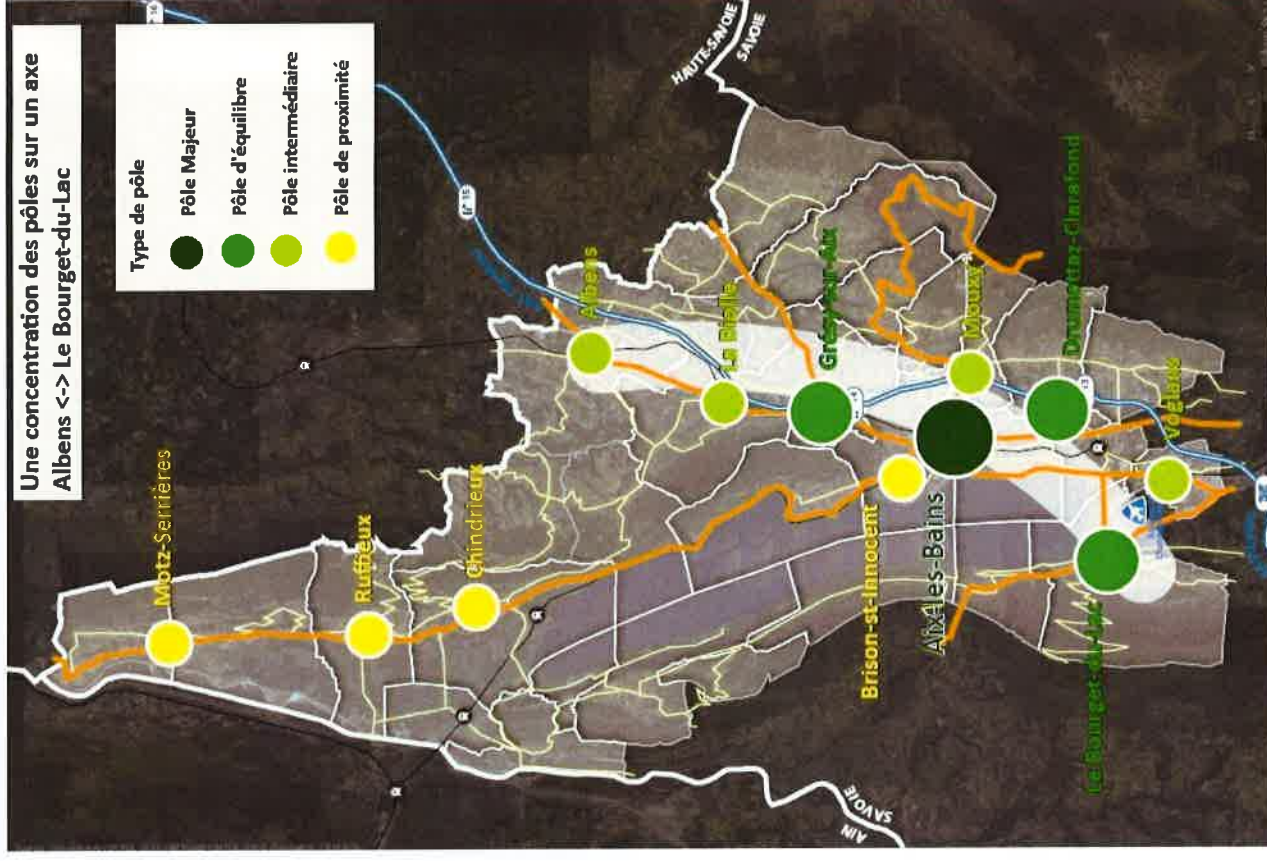 Une concentration des pôles sur un axe
Albens <-> Le Bourget-du-Lac
Type de pôle
Pôle Majeur
Pôle d'équilibre
Pôle intermédiaire
Pôle de proximité
HAUTE-SAVOIE
SAVOIE
N° 15
Motz-Serrières
Ruffieux
Chindrieux
Albens
La Biolle
Grésy-sur-Aix
Brison-st-Innocent
Aix-les-Bains
Mouxy
Drumettaz-Clarafond
Voglans
Le Bourget-du-Lac
AIN
SAVOIE